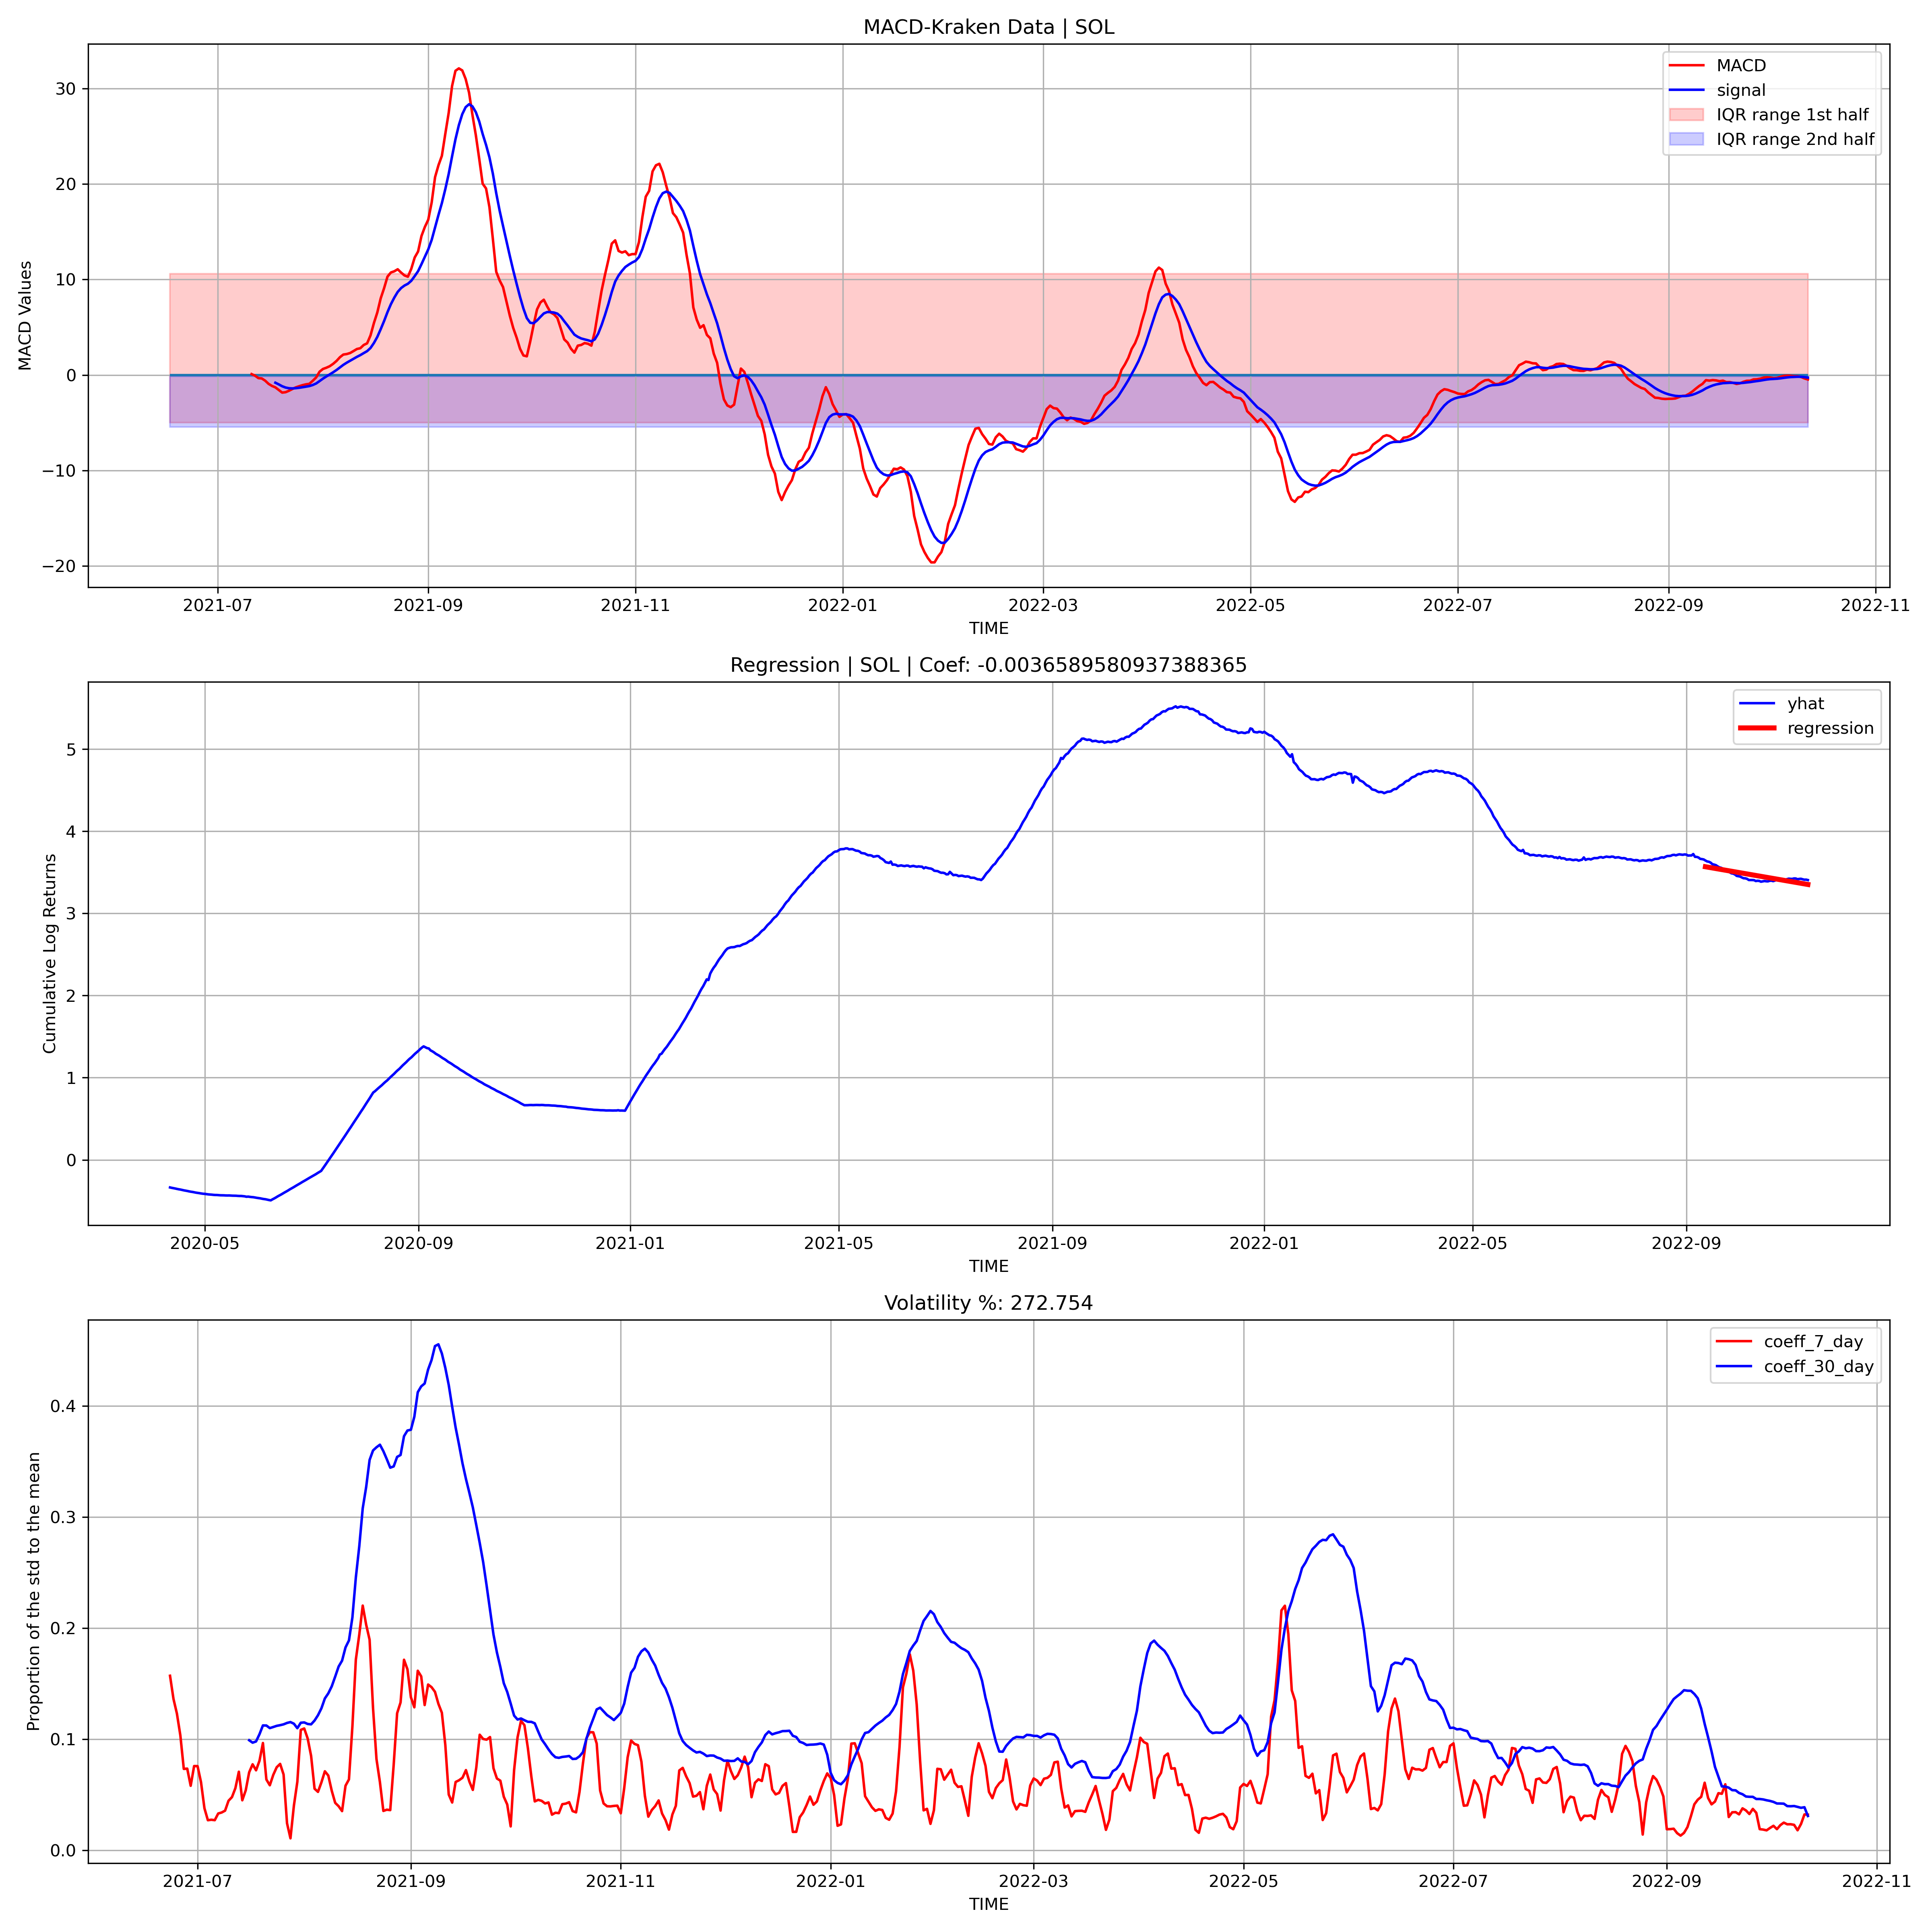 MACD-Kraken Data | SOL
MACD
signal
IQR range 1st half
IQR range 2nd half
MACD Values
30
20
10
0
−10
−20
2021-07
2021-09
2021-11
2022-01
2022-03
2022-05
2022-07
2022-09
2022-11
TIME
Regression | SOL | Coef: -0.0036589580937388365
yhat
regression
Cumulative Log Returns
5
4
3
2
1
0
2020-05
2020-09
2021-01
2021-05
2021-09
2022-01
2022-05
2022-09
TIME
Volatility %: 272.754
coeff_7_day
coeff_30_day
Proportion of the std to the mean
0.4
0.3
0.2
0.1
0.0
2021-07
2021-09
2021-11
2022-01
2022-03
2022-05
2022-07
2022-09
2022-11
TIME